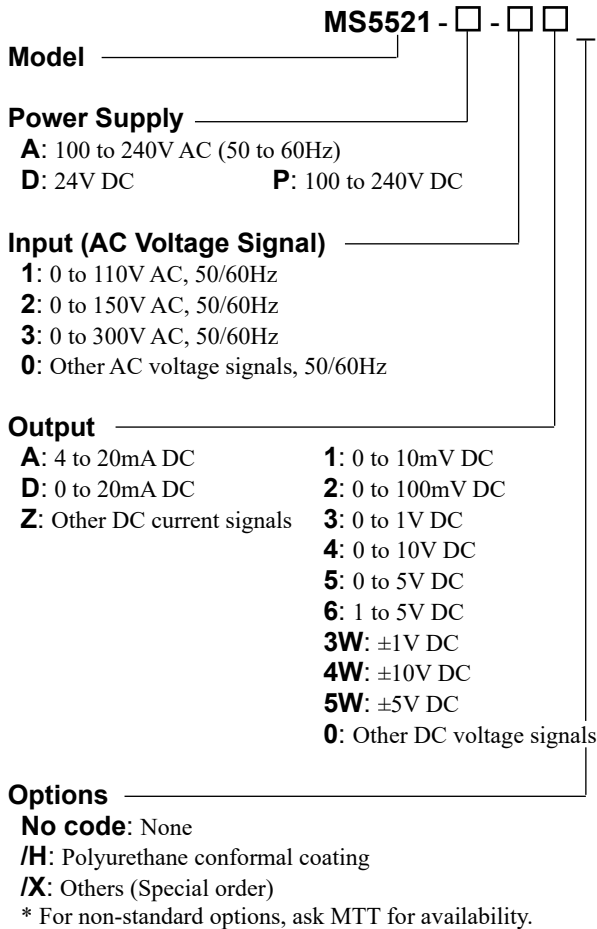 MS5521 - □ - □ □ _
Model
Power Supply
A: 100 to 240V AC (50 to 60Hz)
D: 24V DC P: 100 to 240V DC
Input (AC Voltage Signal)
1: 0 to 110V AC, 50/60Hz
2: 0 to 150V AC, 50/60Hz
3: 0 to 300V AC, 50/60Hz
0: Other AC voltage signals, 50/60Hz
Output
A: 4 to 20mA DC
D: 0 to 20mA DC
Z: Other DC current signals
1: 0 to 10mV DC
2: 0 to 100mV DC
3: 0 to 1V DC
4: 0 to 10V DC
5: 0 to 5V DC
6: 1 to 5V DC
3W: ±1V DC
4W: ±10V DC
5W: ±5V DC
0: Other DC voltage signals
Options
No code: None
/H: Polyurethane conformal coating
/X: Others (Special order)
* For non-standard options, ask MTT for availability.